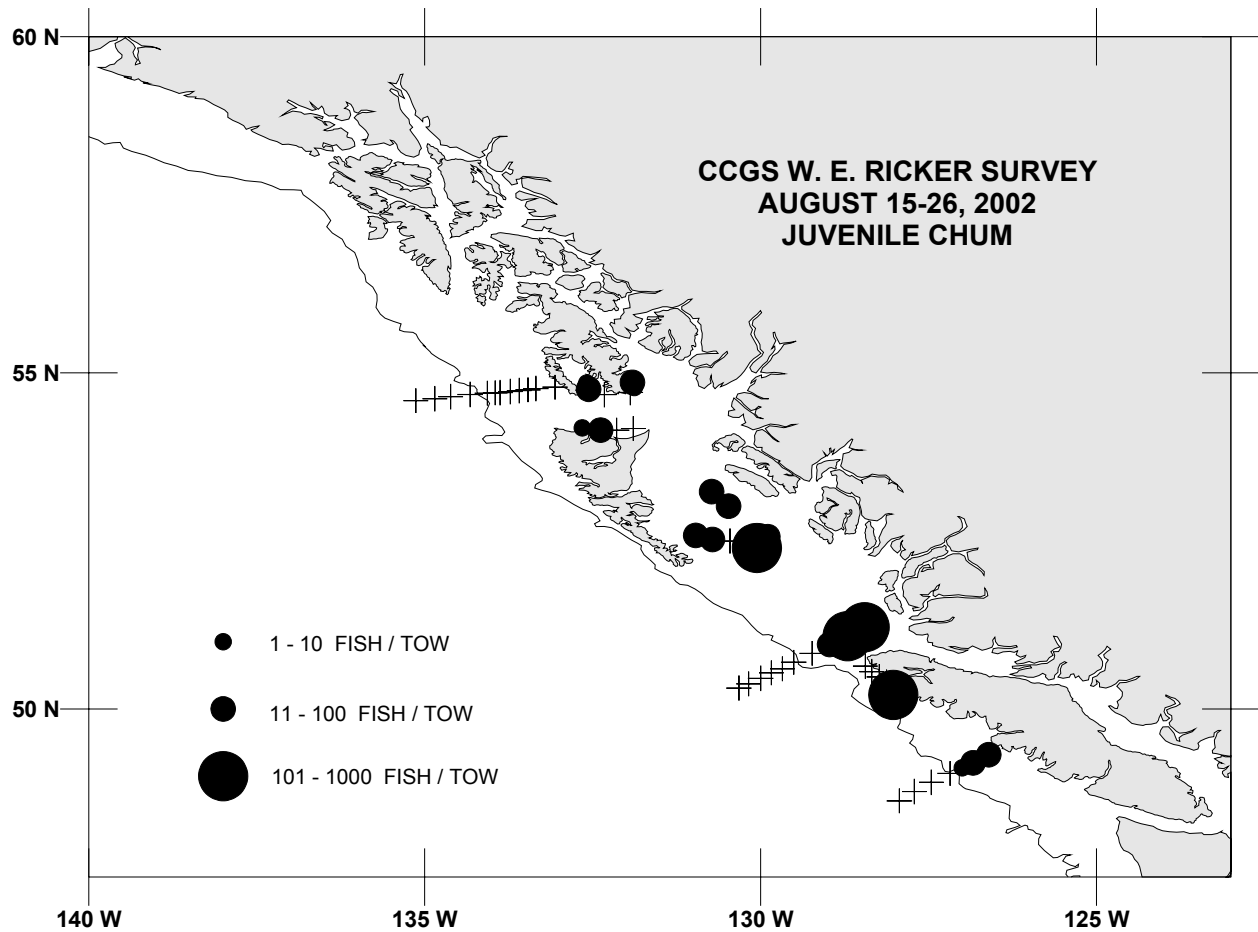 60 N
CCGS W. E. RICKER SURVEY
AUGUST 15-26, 2002
JUVENILE CHUM
55 N
1 - 10 FISH / TOW
50 N
11 - 100 FISH / TOW
101 - 1000 FISH / TOW
140 W
135 W
130 W
125 W